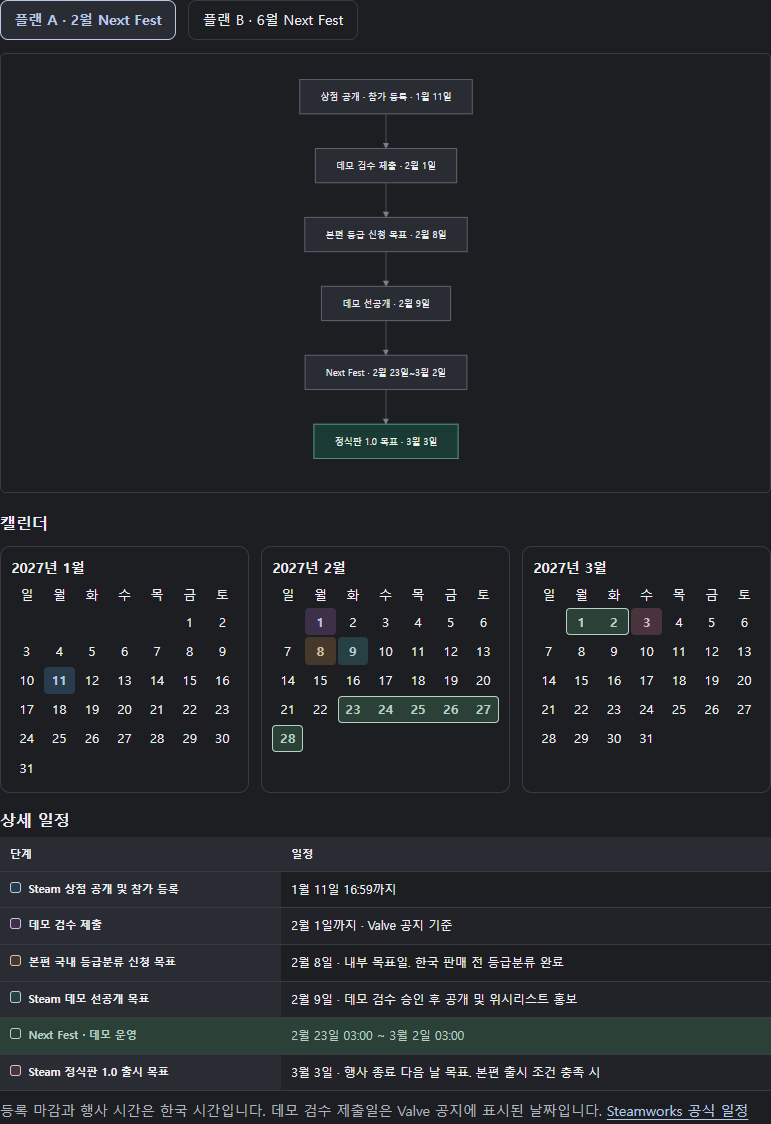 플랜 A · 2월 Next Fest 플랜 B · 6월 Next Fest
상점 공개 · 참가 등록 · 1월 11일
데모 검수 제출 · 2월 1일
본편 등급 신청 목표 · 2월 8일
데모 선공개 · 2월 9일
Next Fest · 2월 23일~3월 2일
정식판 1.0 목표 · 3월 3일
캘린더
2027년 1월
일 월 화 수 목 금 토
1 2
3 4 5 6 7 8 9
10 11 12 13 14 15 16
17 18 19 20 21 22 23
24 25 26 27 28 29 30
31
2027년 2월
일 월 화 수 목 금 토
1 2 3 4 5 6
7 8 9 10 11 12 13
14 15 16 17 18 19 20
21 22 23 24 25 26 27
28
2027년 3월
일 월 화 수 목 금 토
1 2 3 4 5 6
7 8 9 10 11 12 13
14 15 16 17 18 19 20
21 22 23 24 25 26 27
28 29 30 31
상세 일정
단계 일정
Steam 상점 공개 및 참가 등록 1월 11일 16:59까지
데모 검수 제출 2월 1일까지 · Valve 공지 기준
본편 국내 등급분류 신청 목표 2월 8일 · 내부 목표일. 한국 판매 전 등급분류 완료
Steam 데모 선공개 목표 2월 9일 · 데모 검수 승인 후 공개 및 위시리스트 홍보
Next Fest · 데모 운영 2월 23일 03:00 ~ 3월 2일 03:00
Steam 정식판 1.0 출시 목표 3월 3일 · 행사 종료 다음 날 목표. 본편 출시 조건 충족 시
등록 마감과 행사 시간은 한국 시간입니다. 데모 검수 제출일은 Valve 공지에 표시된 날짜입니다. Steamworks 공식 일정